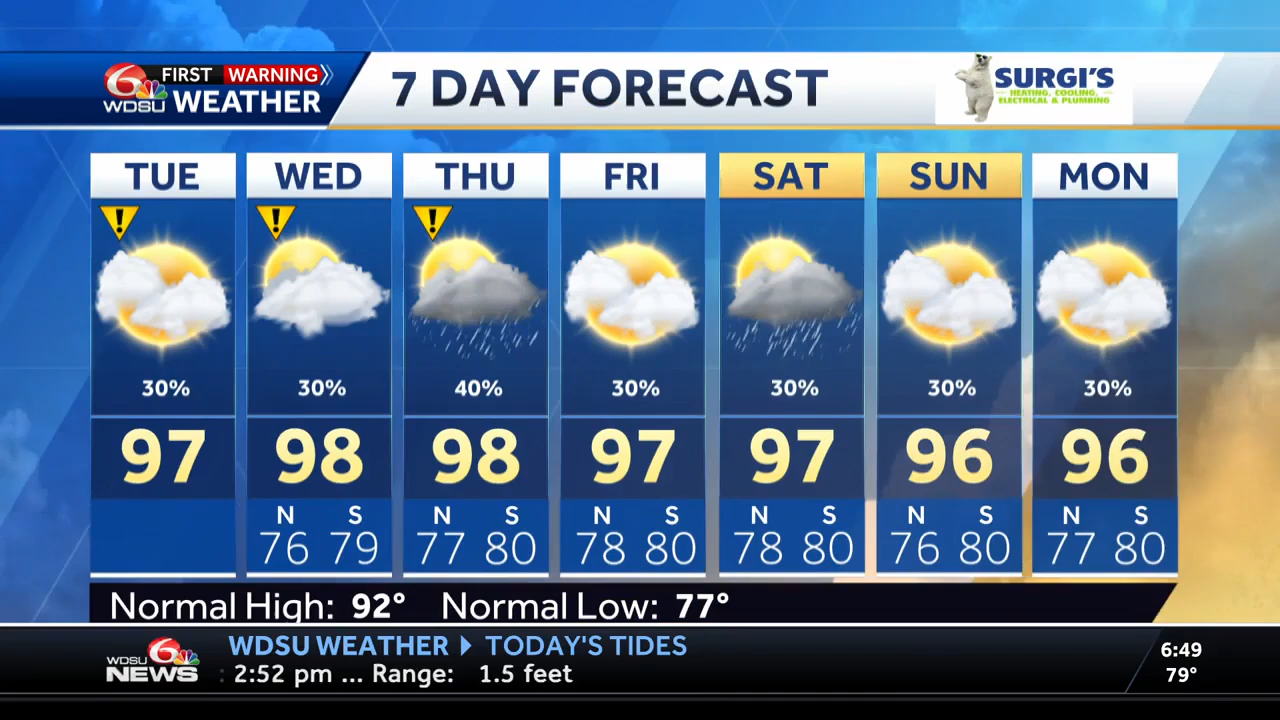 6 WDSU FIRST WARNING WEATHER
7 DAY FORECAST
SURGI'S
HEATING, COOLING,
ELECTRICAL & PLUMBING
TUE WED THU FRI SAT SUN MON
! ! !
30% 30% 40% 30% 30% 30% 30%
97 98 98 97 97 96 96
N S N S N S N S N S N S
76 79 77 80 78 80 78 80 76 80 77 80
Normal High: 92° Normal Low: 77°
WDSU 6 NEWS
WDSU WEATHER TODAY'S TIDES
: 2:52 pm ... Range: 1.5 feet
6:49
79°